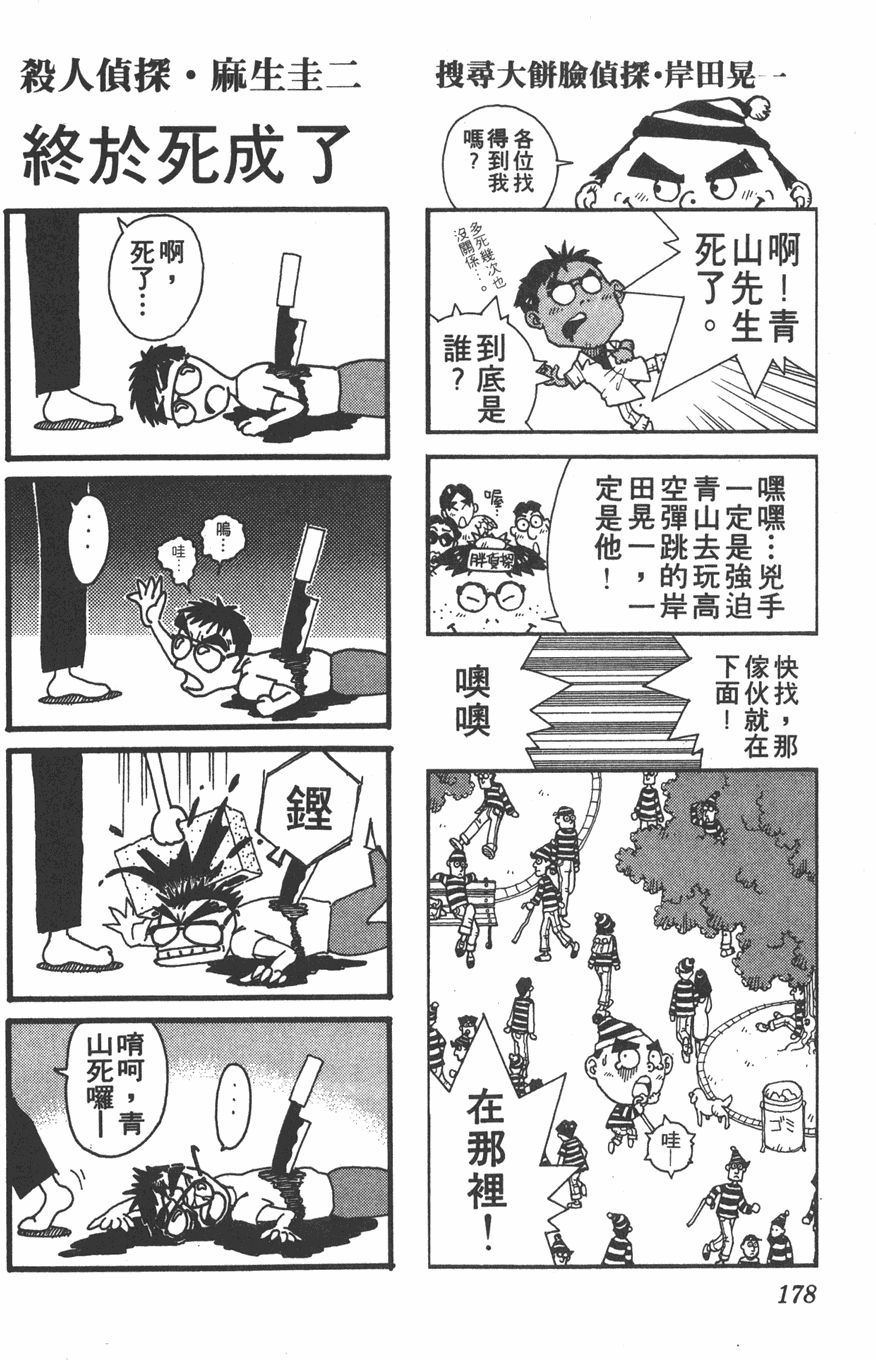 搜尋大餅臉偵探·岸田晃一
各位找
得到我
嗎?
啊!青
山先生
死了。
多死幾次也
沒關係…。
到底是
誰?
嘿嘿…兇手
一定是強迫
青山去玩高
空彈跳的岸
田晃一,一
定是他!
喔…
胖偵探
快找,那
傢伙就在
下面!
噢噢
在那裡!
哇—
ゴミ
殺人偵探·麻生圭二
終於死成了
啊,
死了…
…
嗚…
哇…
鏗
…
唷呵,青
山死囉—
178